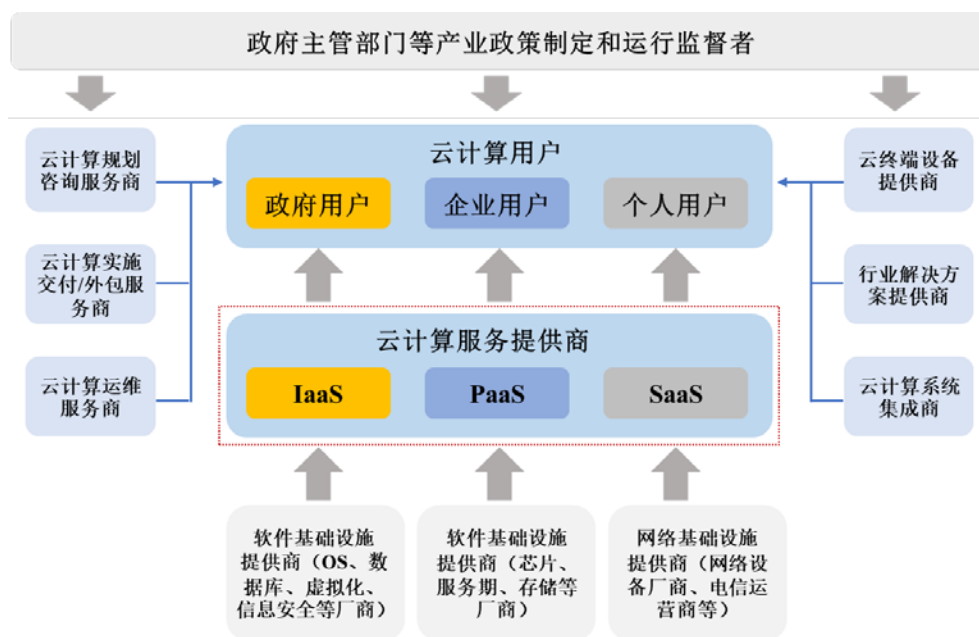 政府主管部门等产业政策制定和运行监督者
云计算规划
咨询服务商
云计算实施
交付/外包服
务商
云计算运维
服务商
云计算用户
政府用户
企业用户
个人用户
云计算服务提供商
IaaS
PaaS
SaaS
云终端设备
提供商
行业解决方
案提供商
云计算系统
集成商
软件基础设施
提供商（OS、数
据库、虚拟化、
信息安全等厂商）
软件基础设施
提供商（芯片、
服务期、存储等
厂商）
网络基础设施
提供商（网络设
备厂商、电信运
营商等）